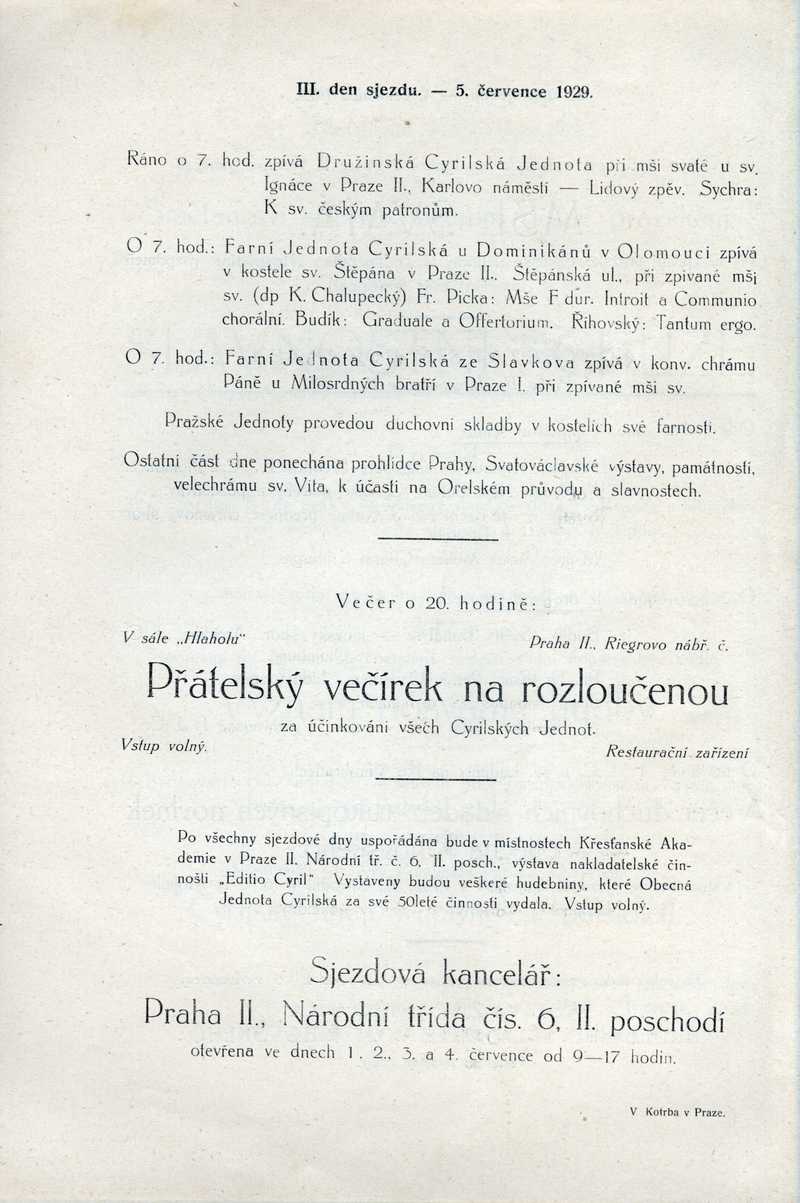 III. den sjezdu. — 5. července 1929.
Ráno o 7. hod. zpívá Družinská Cyrilská Jednota při mši svaté u sv.
Ignáce v Praze II., Karlovo náměstí — Lidový zpěv. Sychra:
K sv. českým patronům.
O 7. hod.: Farní Jednota Cyrilská u Dominikánů v Olomouci zpívá
v kostele sv. Štěpána v Praze II., Štěpánská ul., při zpívané mši
sv. (dp K. Chalupecký) Fr. Picka: Mše F dur. Introit a Communio
chorální. Budík: Graduale a Offertorium. Řihovský: Tantum ergo.
O 7. hod.: Farní Jednota Cyrilská ze Slavkova zpívá v konv. chrámu
Páně u Milosrdných bratří v Praze I. při zpívané mši sv.
Pražské Jednoty provedou duchovní skladby v kostelích své farnosti.
Ostatní část dne ponechána prohlídce Prahy, Svatováclavské výstavy, památností,
velechrámu sv. Víta, k účasti na Orelském průvodu a slavnostech.
Večer o 20. hodině:
V sále „Hlaholu"
Praha II., Riegrovo nábř. č.
Přátelský večírek na rozloučenou
za účinkování všech Cyrilských Jednot.
Vstup volný.
Restaurační zařízení
Po všechny sjezdové dny uspořádána bude v místnostech Křesťanské Aka-
demie v Praze II. Národní tř. č. 6, II. posch., výstava nakladatelské čin-
nosti „Editio Cyril" Vystaveny budou veškeré hudebniny, které Obecná
Jednota Cyrilská za své 50leté činnosti vydala. Vstup volný.
Sjezdová kancelář:
Praha II., Národní třída čís. 6, II. poschodí
otevřena ve dnech 1. 2., 3. a 4. července od 9—17 hodin.
V Kotrba v Praze.